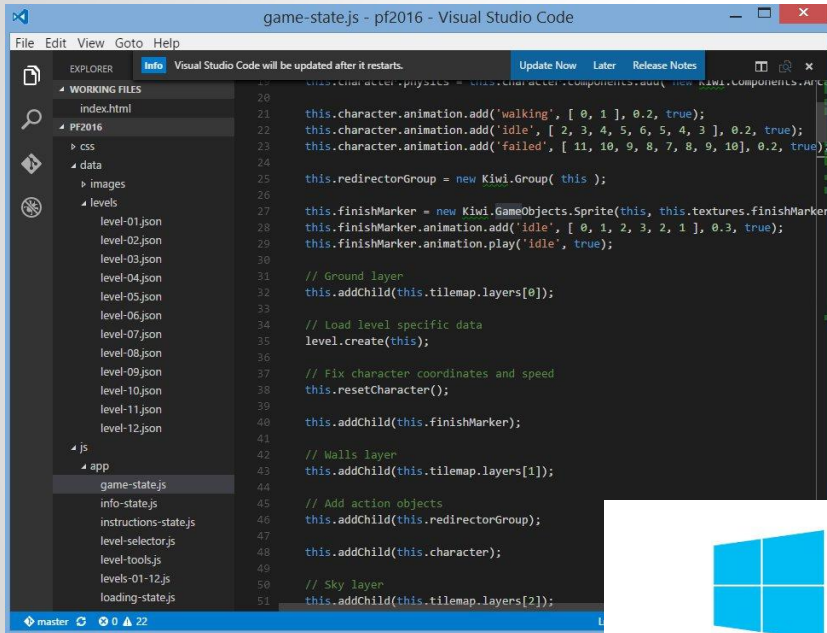 game-state.js - pf2016 - Visual Studio Code
File Edit View Goto Help
EXPLORER
Info Visual Studio Code will be updated after it restarts. Update Now Later Release Notes
WORKING FILES
index.html
PF2016
css
data
images
levels
level-01.json
level-02.json
level-03.json
level-04.json
level-05.json
level-06.json
level-07.json
level-08.json
level-09.json
level-10.json
level-11.json
level-12.json
js
app
game-state.js
info-state.js
instructions-state.js
level-selector.js
level-tools.js
levels-01-12.js
loading-state.js
19 this.character.physics = this.character.components.add( new Kiwi.Components.Arc
20
21 this.character.animation.add('walking', [ 0, 1 ], 0.2, true);
22 this.character.animation.add('idle', [ 2, 3, 4, 5, 6, 5, 4, 3 ], 0.2, true);
23 this.character.animation.add('failed', [ 11, 10, 9, 8, 7, 8, 9, 10], 0.2, true);
24
25 this.redirectorGroup = new Kiwi.Group( this );
26
27 this.finishMarker = new Kiwi.GameObjects.Sprite(this, this.textures.finishMarker
28 this.finishMarker.animation.add('idle', [ 0, 1, 2, 3, 2, 1 ], 0.3, true);
29 this.finishMarker.animation.play('idle', true);
30
31 // Ground layer
32 this.addChild(this.tilemap.layers[0]);
33
34 // Load level specific data
35 level.create(this);
36
37 // Fix character coordinates and speed
38 this.resetCharacter();
39
40 this.addChild(this.finishMarker);
41
42 // Walls layer
43 this.addChild(this.tilemap.layers[1]);
44
45 // Add action objects
46 this.addChild(this.redirectorGroup);
47
48 this.addChild(this.character);
49
50 // Sky layer
51 this.addChild(this.tilemap.layers[2]);
master 0 22